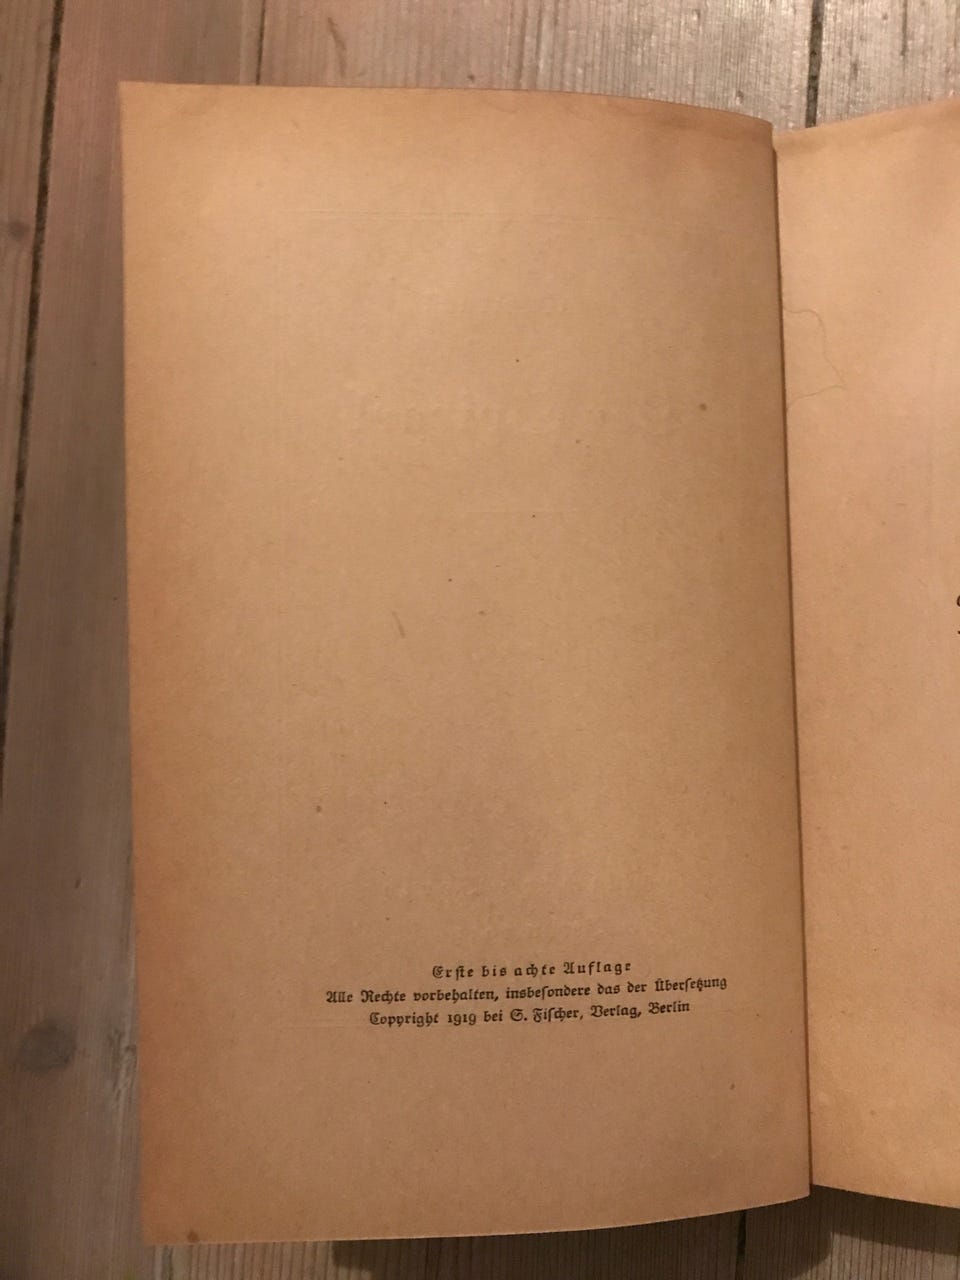 Erste bis achte Auflage
Alle Rechte vorbehalten, insbesondere das der Übersetzung
Copyright 1919 bei S. Fischer, Verlag, Berlin